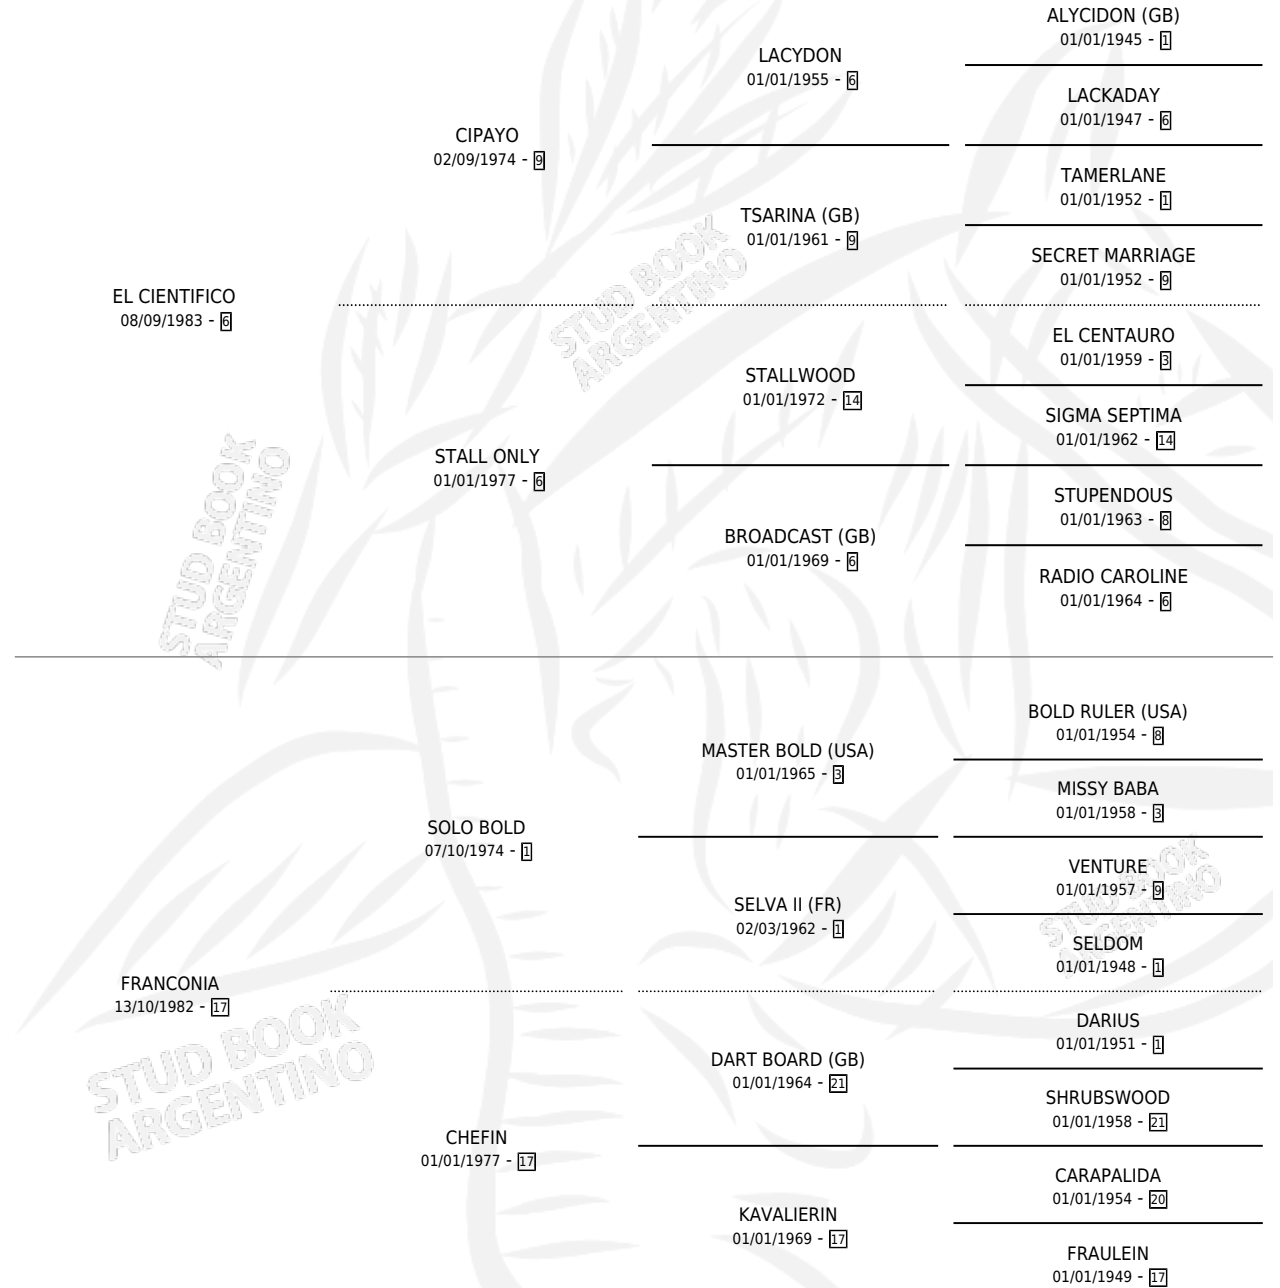 ALYCIDON (GB)
01/01/1945 - 1
LACYDON
01/01/1955 - 6
LACKADAY
01/01/1947 - 6
CIPAYO
02/09/1974 - 9
TAMERLANE
01/01/1952 - 1
TSARINA (GB)
01/01/1961 - 9
SECRET MARRIAGE
01/01/1952 - 9
EL CIENTIFICO
08/09/1983 - 6
EL CENTAURO
01/01/1959 - 3
STALLWOOD
01/01/1972 - 14
SIGMA SEPTIMA
01/01/1962 - 14
STALL ONLY
01/01/1977 - 6
STUPENDOUS
01/01/1963 - 8
BROADCAST (GB)
01/01/1969 - 6
RADIO CAROLINE
01/01/1964 - 6
BOLD RULER (USA)
01/01/1954 - 8
MASTER BOLD (USA)
01/01/1965 - 3
MISSY BABA
01/01/1958 - 3
SOLO BOLD
07/10/1974 - 1
VENTURE
01/01/1957 - 9
SELVA II (FR)
02/03/1962 - 1
SELDOM
01/01/1948 - 1
FRANCONIA
13/10/1982 - 17
DARIUS
01/01/1951 - 1
DART BOARD (GB)
01/01/1964 - 21
SHRUBSWOOD
01/01/1958 - 21
CHEFIN
01/01/1977 - 17
CARAPALIDA
01/01/1954 - 20
KAVALIERIN
01/01/1969 - 17
FRAULEIN
01/01/1949 - 17
STUD BOOK
ARGENTINO
STUD BOOK
ARGENTINO
STUD BOOK
ARGENTINO
STUD BOOK
ARGENTINO